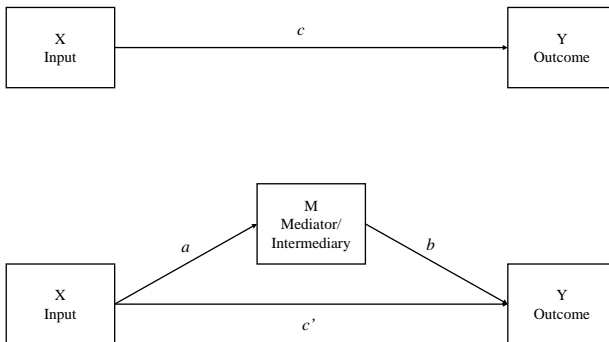 X
Input
c
Y
Outcome
M
Mediator/
Intermediary
a
b
X
Input
c’
Y
Outcome